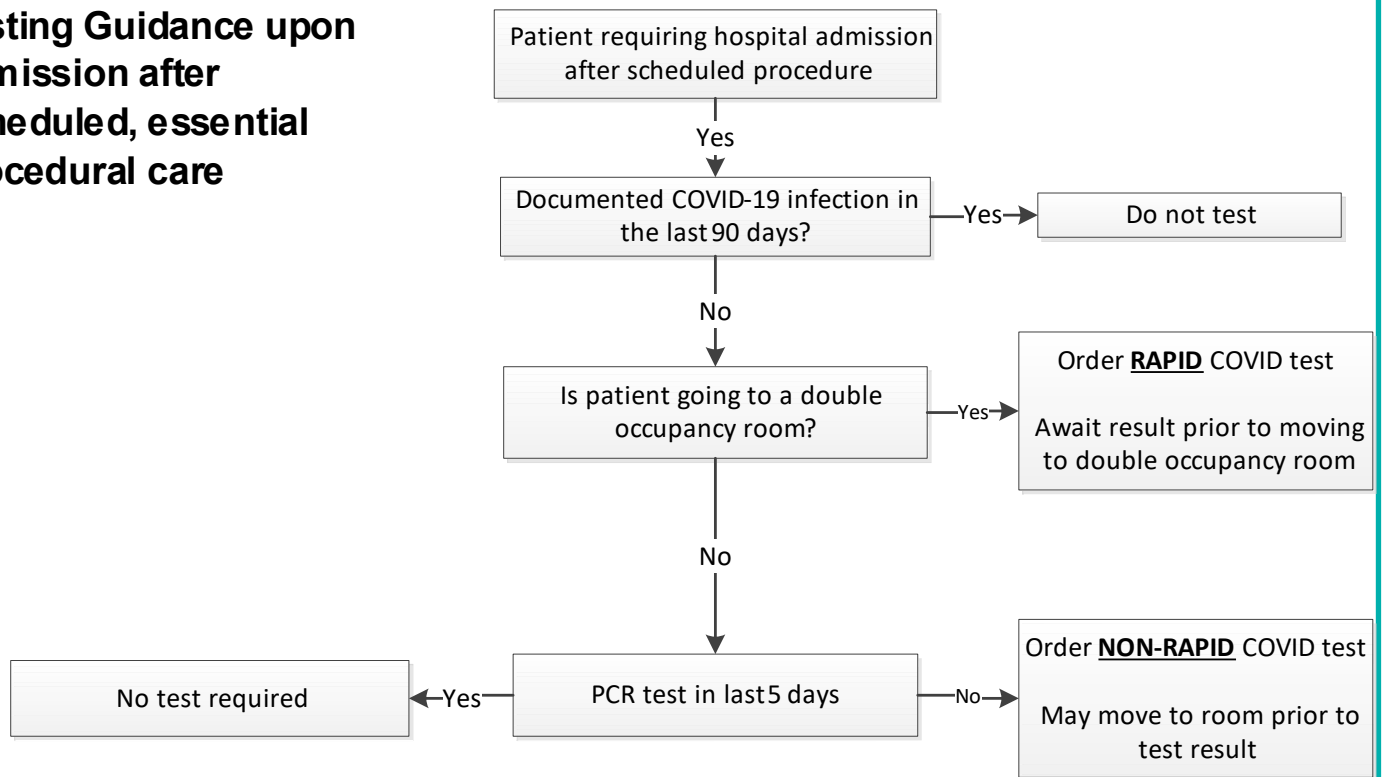 sting Guidance upon
mission after
heduled, essential
ocedural care
Patient requiring hospital admission
after scheduled procedure
Yes
Documented COVID-19 infection in
the last 90 days?
Yes
Do not test
No
Is patient going to a double
occupancy room?
Yes
Order RAPID COVID test
Await result prior to moving
to double occupancy room
No
PCR test in last 5 days
Yes
No test required
No
Order NON-RAPID COVID test
May move to room prior to
test result